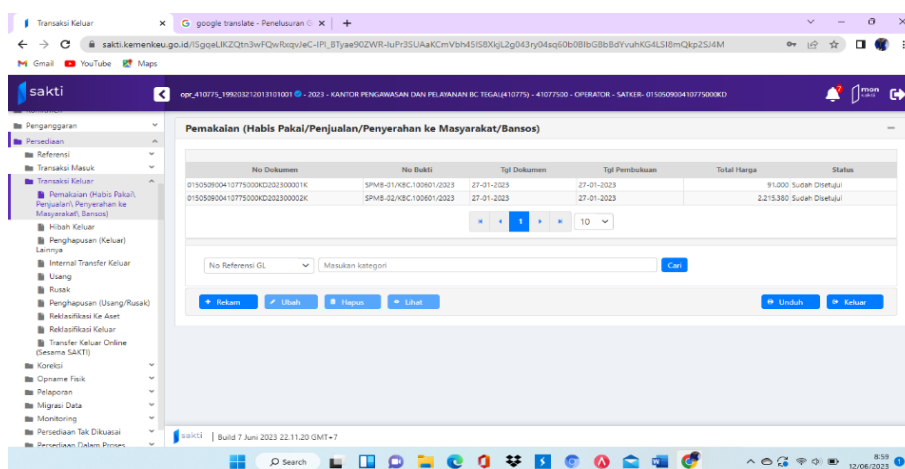 Transaksi Keluar
google translate - Penelusuran G
sakti.kemenkeu.go.id/
Gmail
YouTube
Maps
sakti
opr_410775_199203212013101001 - 2023 - KANTOR PENGAWASAN DAN PELAYANAN BC TEGAL(410775) - 41077500 - OPERATOR - SATKER- 015050900410775000KD
mon
sakti
Penganggaran
Persediaan
Referensi
Transaksi Masuk
Transaksi Keluar
Pemakaian (Habis Pakai\
Penjualan\ Penyerahan ke
Masyarakat\ Bansos)
Hibah Keluar
Penghapusan (Keluar)
Lainnya
Internal Transfer Keluar
Usang
Rusak
Penghapusan (Usang/Rusak)
Reklasifikasi Ke Aset
Reklasifikasi Keluar
Transfer Keluar Online
(Sesama SAKTI)
Koreksi
Opname Fisik
Pelaporan
Migrasi Data
Monitoring
Persediaan Tak Dikuasai
Persediaan Dalam Proses
Pemakaian (Habis Pakai/Penjualan/Penyerahan ke Masyarakat/Bansos)
No Dokumen No Bukti Tgl Dokumen Tgl Pembukuan Total Harga Status
015050900410775000KD202300001K SPMB-01/KBC.100601/2023 27-01-2023 27-01-2023 91.000 Sudah Disetujui
015050900410775000KD202300002K SPMB-02/KBC.100601/2023 27-01-2023 27-01-2023 2.215.380 Sudah Disetujui
1 10
No Referensi GL Masukan kategori Cari
+ Rekam Ubah Hapus Lihat Unduh Keluar
sakti | Build 7 Juni 2023 22.11.20 GMT+7
Search
8:59
12/06/2023